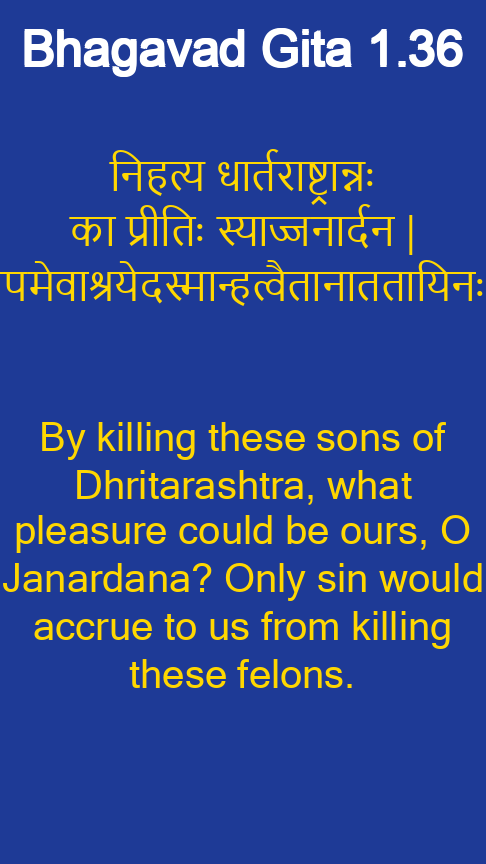 Bhagavad Gita 1.36
निहत्य धार्तराष्ट्रान्नः
का प्रीतिः स्याज्जनार्दन |
पमेवाश्रयेदस्मान्हत्वैतानाततायिनः
By killing these sons of
Dhritarashtra, what
pleasure could be ours, O
Janardana? Only sin would
accrue to us from killing
these felons.